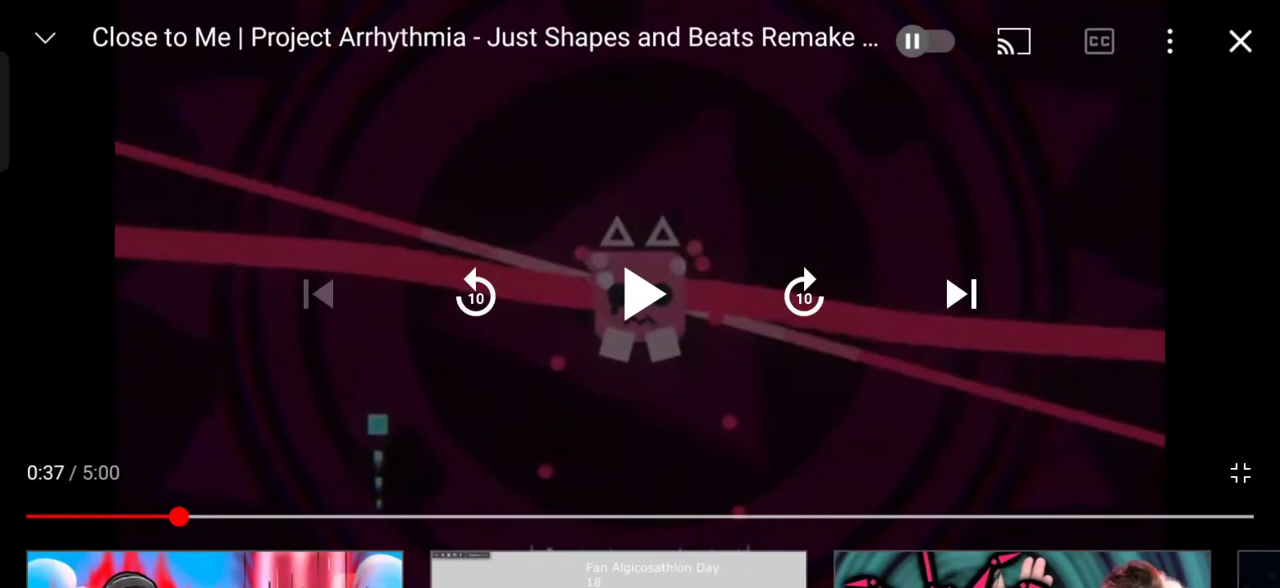 Close to Me | Project Arrhythmia - Just Shapes and Beats Remake ...
CC
10
10
0:37 / 5:00
Fan Algicosathlon Day
18